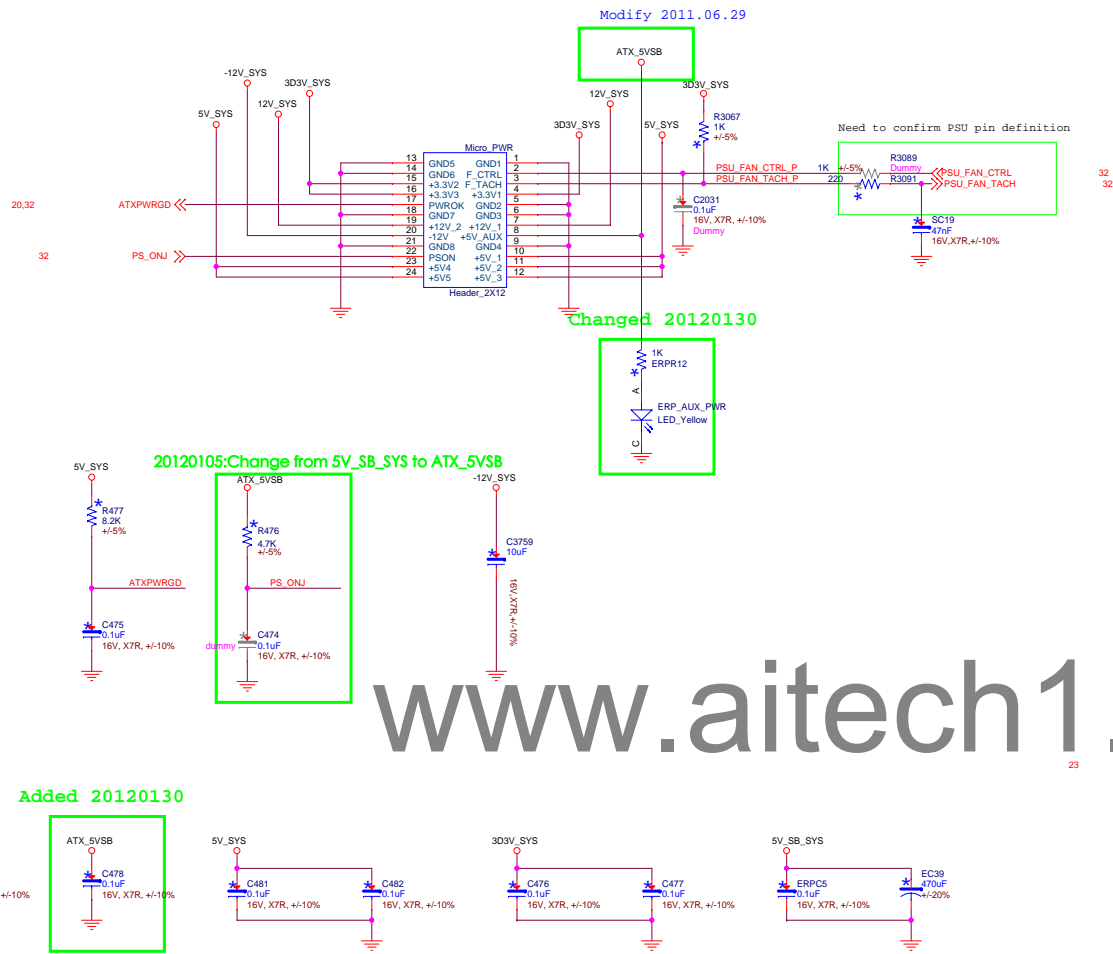 Modify 2011.06.29
ATX_5VSB
-12V_SYS
3D3V_SYS
12V_SYS
5V_SYS
12V_SYS
3D3V_SYS
5V_SYS
3D3V_SYS
R3067
1K
+/-5%
Need to confirm PSU pin definition
Micro_PWR
13 GND5 GND1 1
14 GND6 F_CTRL 2
15 +3.3V2 F_TACH 3
16 +3.3V3 +3.3V1 4
17 PWROK GND2 5
18 GND7 GND3 6
19 +12V_2 +12V_1 7
20 -12V +5V_AUX 8
21 GND8 GND4 9
22 PSON +5V_1 10
23 +5V4 +5V_2 11
24 +5V5 +5V_3 12
Header_2X12
20,32 ATXPWRGD
32 PS_ONJ
PSU_FAN_CTRL_P 1K +/-5% R3089 Dummy PSU_FAN_CTRL 32
PSU_FAN_TACH_P 220 R3091 PSU_FAN_TACH 32
C2031
0.1uF
16V, X7R, +/-10%
Dummy
SC19
47nF
16V,X7R,+/-10%
Changed 20120130
1K
ERPR12
A
ERP_AUX_PWR
LED_Yellow
C
20120105:Change from 5V_SB_SYS to ATX_5VSB
5V_SYS
R477
8.2K
+/-5%
ATXPWRGD
C475
0.1uF
16V, X7R, +/-10%
ATX_5VSB
R476
4.7K
+/-5%
PS_ONJ
dummy
C474
0.1uF
16V, X7R, +/-10%
-12V_SYS
C3759
10uF
16V,X7R,+/-10%
www.aitech1.
23
Added 20120130
+/-10%
ATX_5VSB
C478
0.1uF
16V, X7R, +/-10%
5V_SYS
C481
0.1uF
16V, X7R, +/-10%
C482
0.1uF
16V, X7R, +/-10%
3D3V_SYS
C476
0.1uF
16V, X7R, +/-10%
C477
0.1uF
16V, X7R, +/-10%
5V_SB_SYS
ERPC5
0.1uF
16V, X7R, +/-10%
EC39
470uF
+/-20%